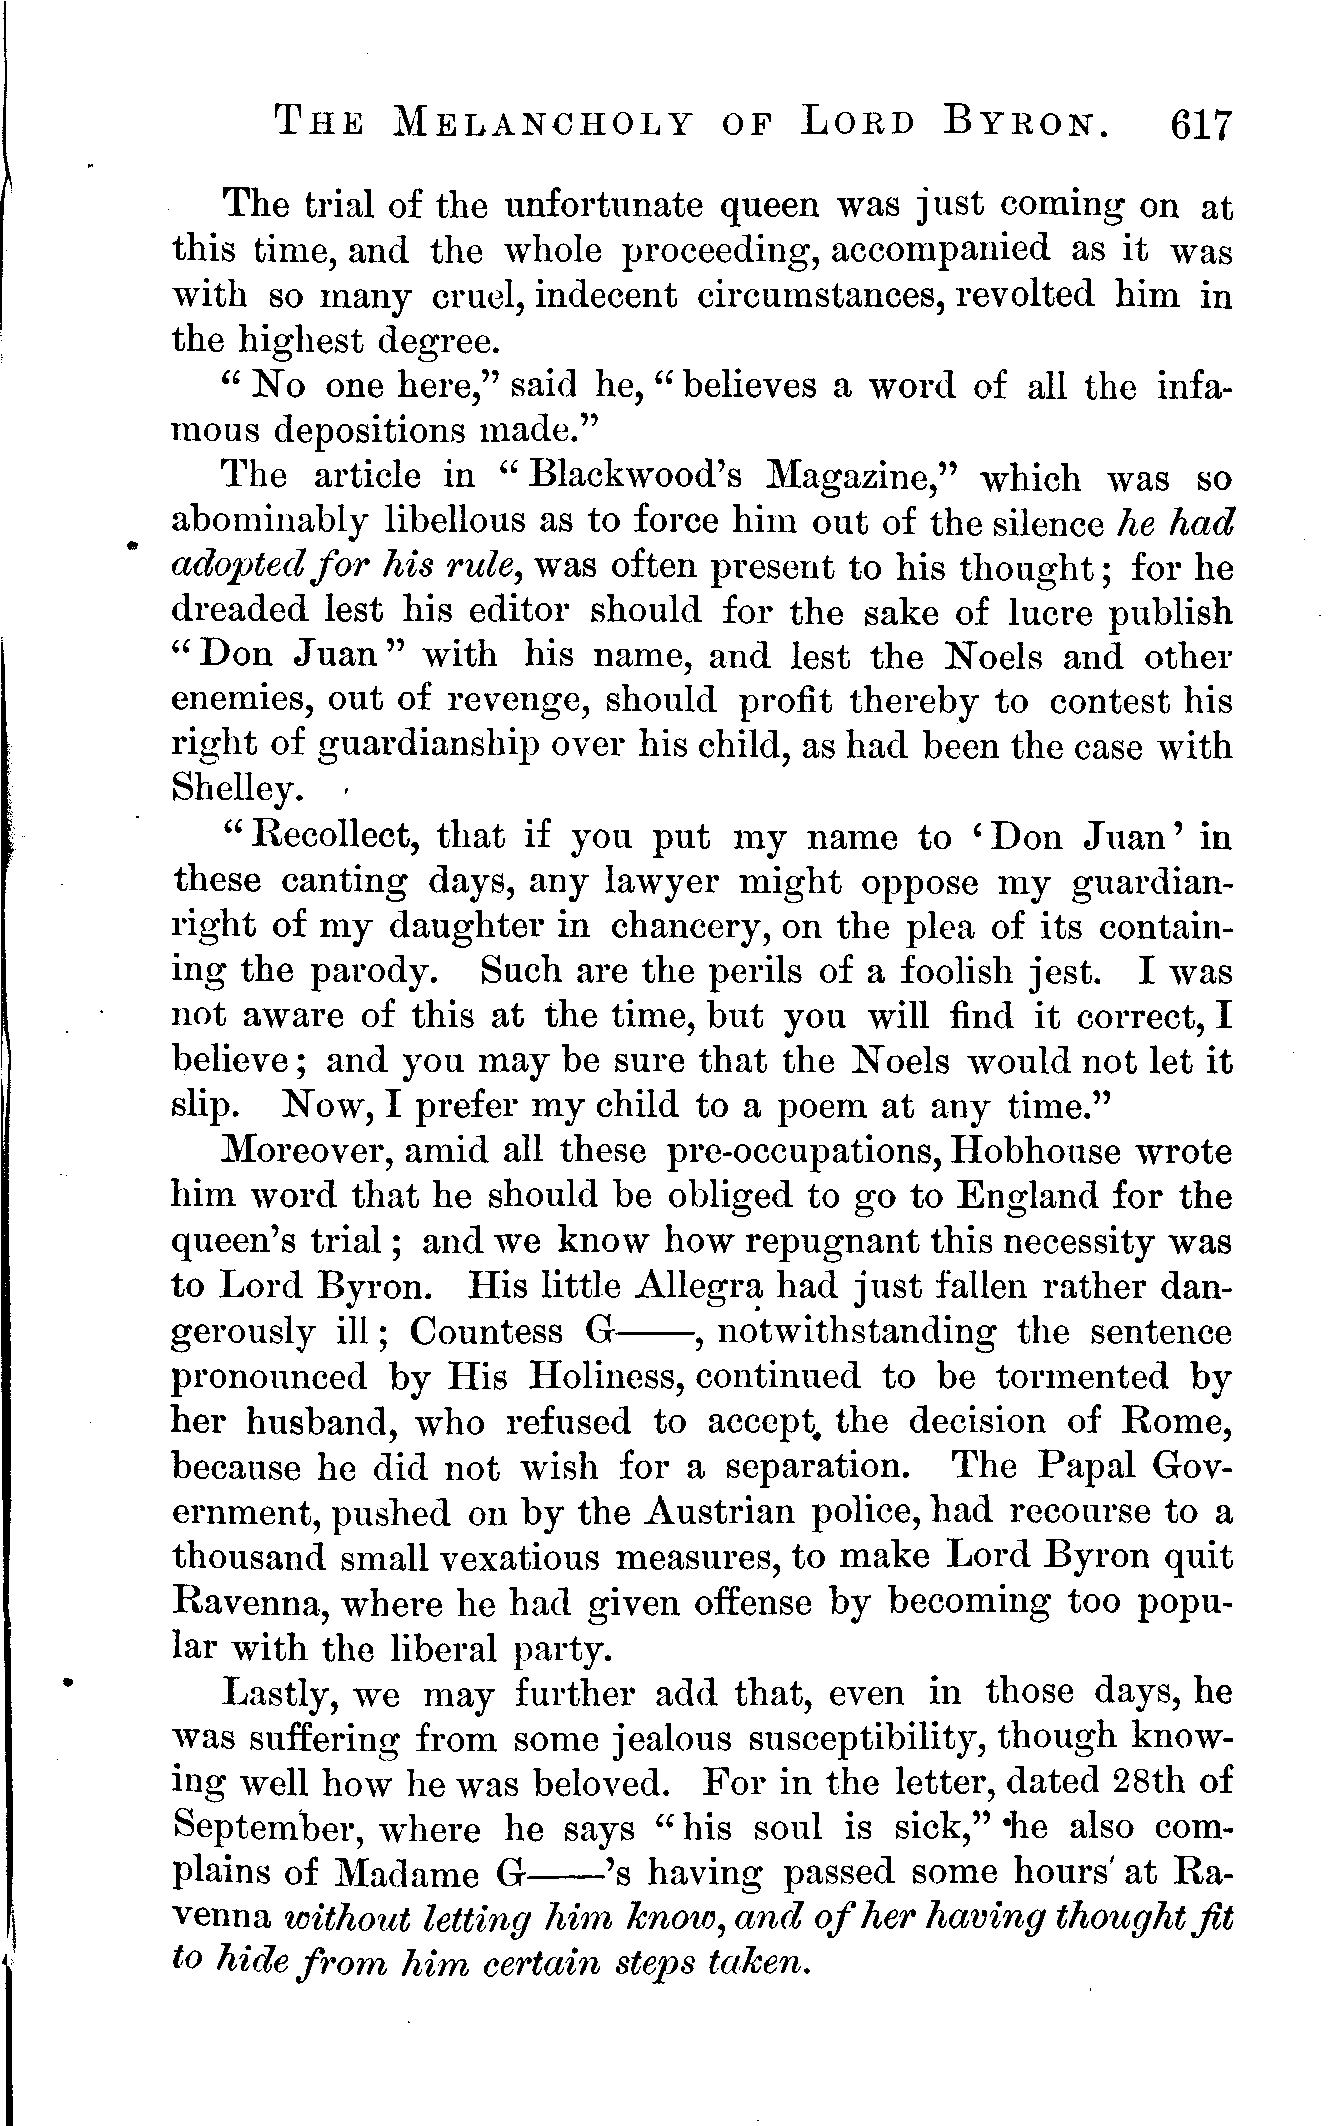 THE MELANCHOLY OF LORD BYRON. 617
The trial of the unfortunate queen was just coming on at
this time, and the whole proceeding, accompanied as it was
with so many cruel, indecent circumstances, revolted him in
the highest degree.
“No one here,” said he, “believes a word of all the infa-
mous depositions made.”
The article in “Blackwood’s Magazine,” which was so
abominably libellous as to force him out of the silence he had
adopted for his rule, was often present to his thought; for he
dreaded lest his editor should for the sake of lucre publish
“Don Juan” with his name, and lest the Noels and other
enemies, out of revenge, should profit thereby to contest his
right of guardianship over his child, as had been the case with
Shelley.
“Recollect, that if you put my name to ‘Don Juan’ in
these canting days, any lawyer might oppose my guardian-
right of my daughter in chancery, on the plea of its contain-
ing the parody. Such are the perils of a foolish jest. I was
not aware of this at the time, but you will find it correct, I
believe; and you may be sure that the Noels would not let it
slip. Now, I prefer my child to a poem at any time.”
Moreover, amid all these pre-occupations, Hobhouse wrote
him word that he should be obliged to go to England for the
queen’s trial; and we know how repugnant this necessity was
to Lord Byron. His little Allegra had just fallen rather dan-
gerously ill; Countess G——, notwithstanding the sentence
pronounced by His Holiness, continued to be tormented by
her husband, who refused to accept the decision of Rome,
because he did not wish for a separation. The Papal Gov-
ernment, pushed on by the Austrian police, had recourse to a
thousand small vexatious measures, to make Lord Byron quit
Ravenna, where he had given offense by becoming too popu-
lar with the liberal party.
Lastly, we may further add that, even in those days, he
was suffering from some jealous susceptibility, though know-
ing well how he was beloved. For in the letter, dated 28th of
September, where he says “his soul is sick,” he also com-
plains of Madame G——’s having passed some hours at Ra-
venna without letting him know, and of her having thought fit
to hide from him certain steps taken.